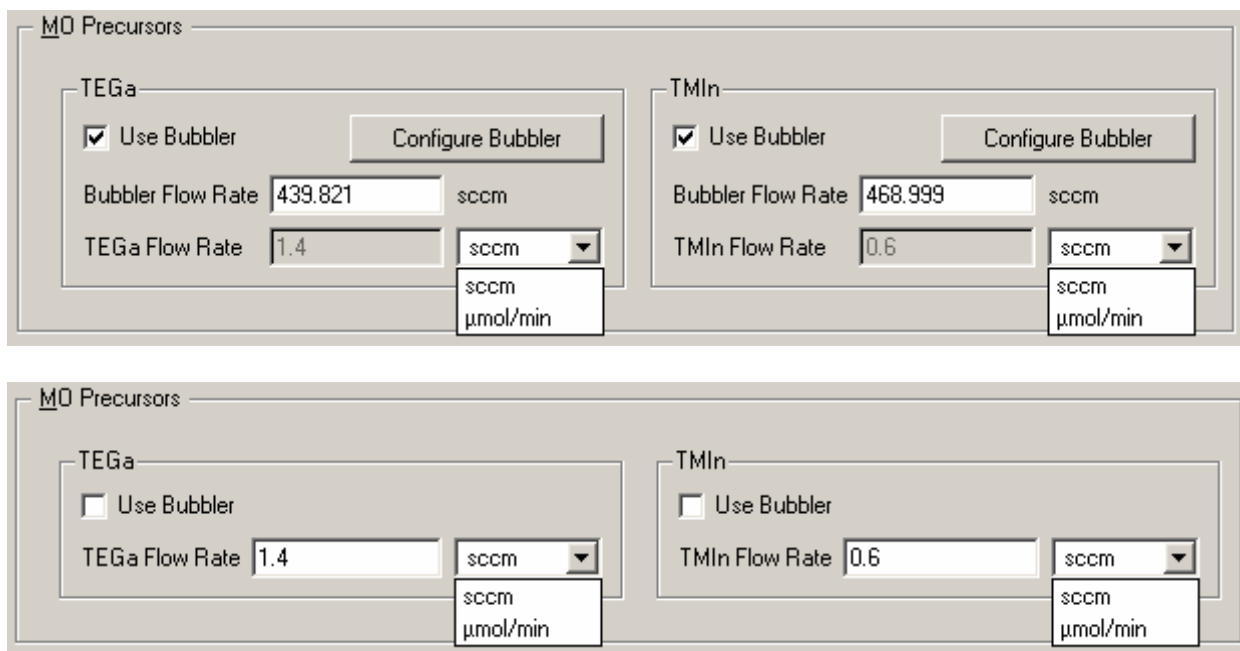 MO Precursors
TEGa TMIn
Use Bubbler Configure Bubbler Use Bubbler Configure Bubbler
Bubbler Flow Rate 439.821 sccm Bubbler Flow Rate 468.999 sccm
TEGa Flow Rate 1.4 sccm TMIn Flow Rate 0.6 sccm
sccm sccm
µmol/min µmol/min
MO Precursors
TEGa TMIn
Use Bubbler Use Bubbler
TEGa Flow Rate 1.4 sccm TMIn Flow Rate 0.6 sccm
sccm sccm
µmol/min µmol/min